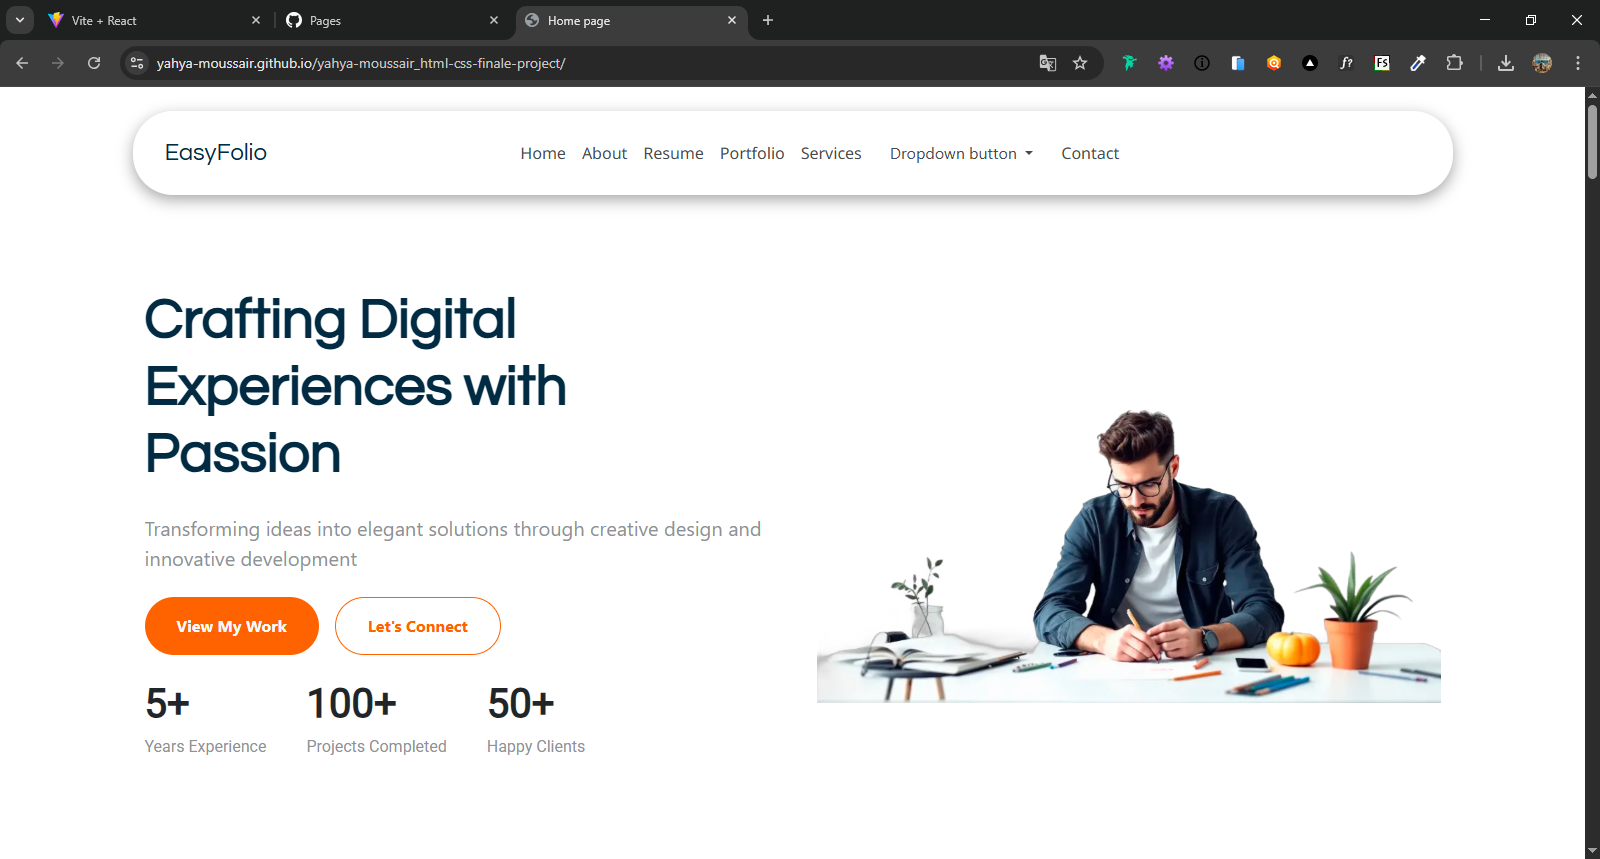 Vite + React
Pages
Home page
yahya-moussair.github.io/yahya-moussair_html-css-finale-project/
EasyFolio
Home About Resume Portfolio Services Dropdown button Contact
Crafting Digital
Experiences with
Passion
Transforming ideas into elegant solutions through creative design and
innovative development
View My Work Let's Connect
5+ 100+ 50+
Years Experience Projects Completed Happy Clients